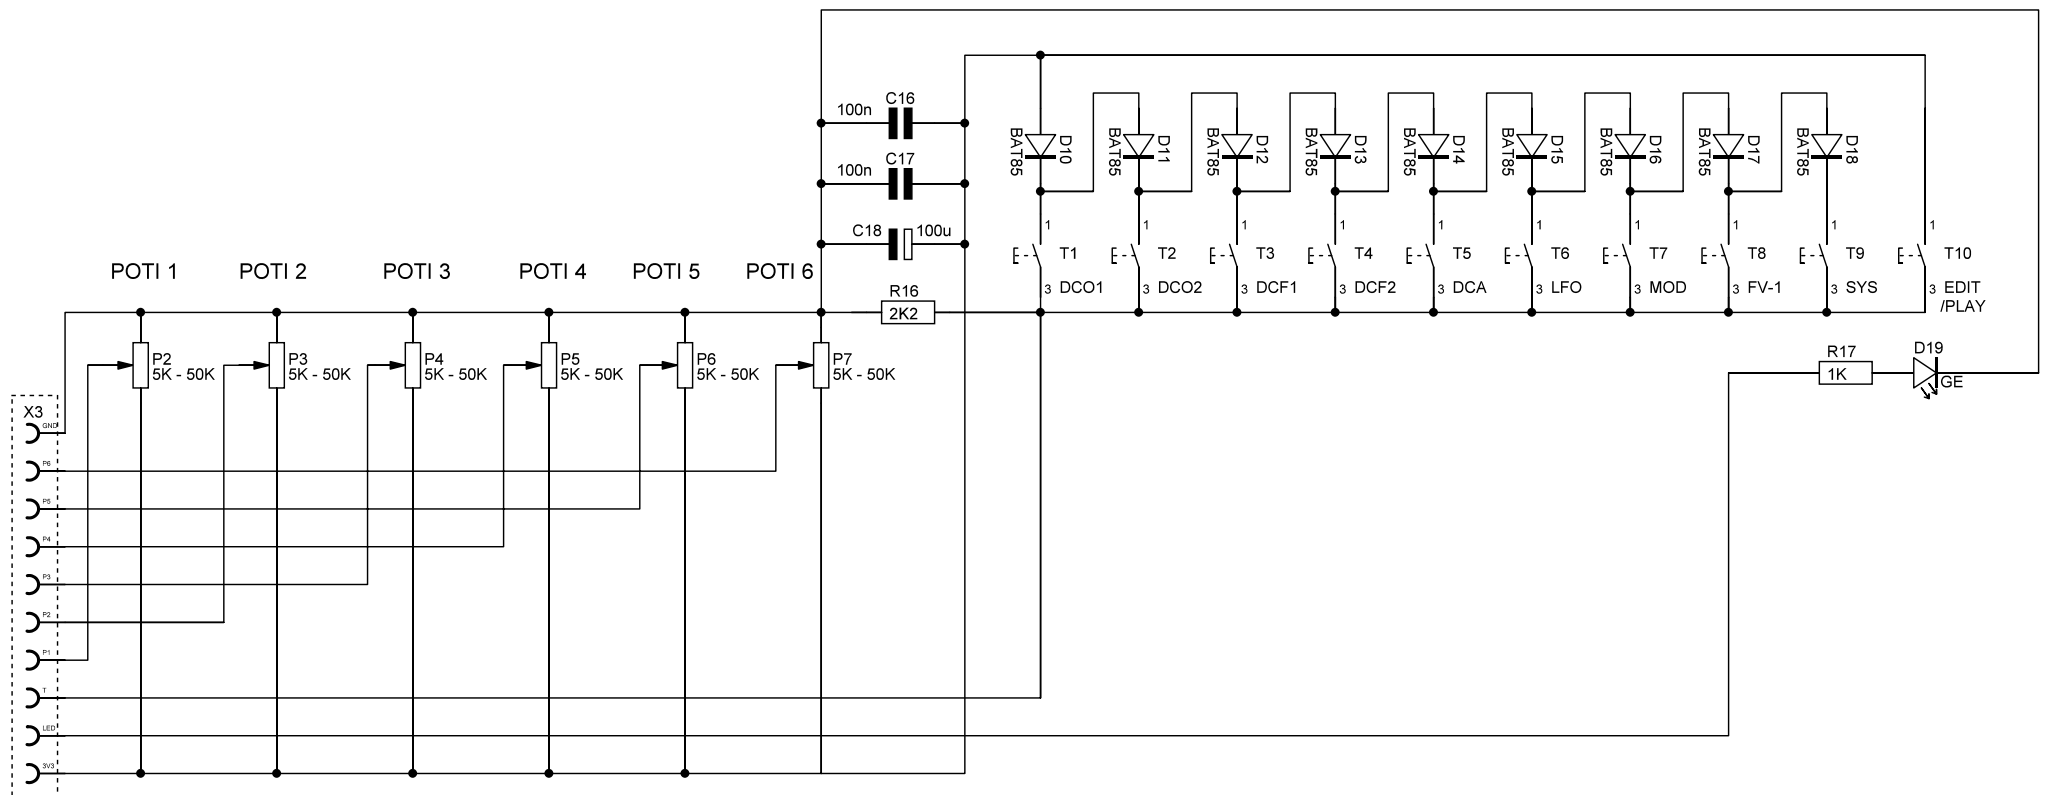 C16
100n
C17
100n
C18
100u
R16
2K2
D10
BAT85
D11
BAT85
D12
BAT85
D13
BAT85
D14
BAT85
D15
BAT85
D16
BAT85
D17
BAT85
D18
BAT85
1
T1
3 DCO1
1
T2
3 DCO2
1
T3
3 DCF1
1
T4
3 DCF2
1
T5
3 DCA
1
T6
3 LFO
1
T7
3 MOD
1
T8
3 FV-1
1
T9
3 SYS
1
T10
3 EDIT
/PLAY
POTI 1
POTI 2
POTI 3
POTI 4
POTI 5
POTI 6
P2
5K - 50K
P3
5K - 50K
P4
5K - 50K
P5
5K - 50K
P6
5K - 50K
P7
5K - 50K
R17
1K
D19
GE
X3
GND
P6
P5
P4
P3
P2
P1
T
LED
3V3